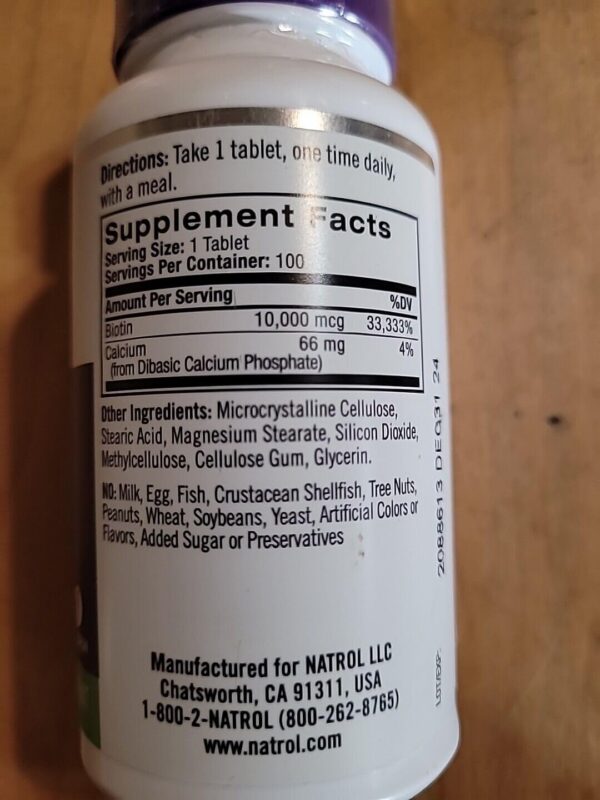 Directions: Take 1 tablet, one time daily,
with a meal.
Supplement Facts
Serving Size: 1 Tablet
Servings Per Container: 100
Amount Per Serving %DV
Biotin 10,000 mcg 33,333%
Calcium 66 mg 4%
(from Dibasic Calcium Phosphate)
Other Ingredients: Microcrystalline Cellulose,
Stearic Acid, Magnesium Stearate, Silicon Dioxide,
Methylcellulose, Cellulose Gum, Glycerin.
NO: Milk, Egg, Fish, Crustacean Shellfish, Tree Nuts,
Peanuts, Wheat, Soybeans, Yeast, Artificial Colors or
Flavors, Added Sugar or Preservatives
Manufactured for NATROL LLC
Chatsworth, CA 91311, USA
1-800-2-NATROL (800-262-8765)
www.natrol.com
2088613 DEC31 24
LOT/EXP: